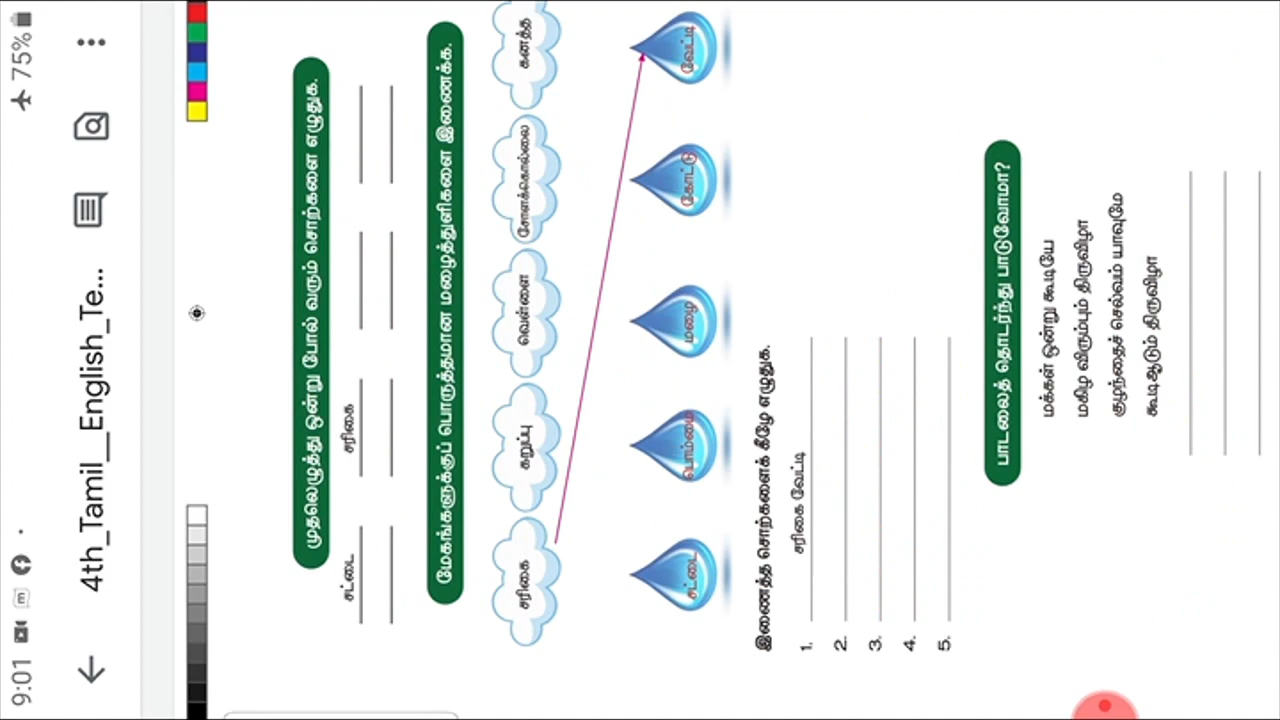 9:01
75%
4th_Tamil__English_Te...
முதலெழுத்து ஒன்று போல் வரும் சொற்களை எழுதுக.
சட்டை சரிகை
மேகங்களுக்குப் பொருத்தமான மழைத்துளிகளை இணைக்க.
சரிகை கறுப்பு வெள்ளை சோளக்கொல்லை கனத்த
சட்டை பொம்மை மழை கோட்டு வேட்டி
இணைத்த சொற்களைக் கீழே எழுதுக.
1. சரிகை வேட்டி
2.
3.
4.
5.
பாடலைத் தொடர்ந்து பாடுவோமா?
மக்கள் ஒன்று கூடியே
மகிழ விரும்பும் திருவிழா
குழந்தைச் செல்வம் யாவுமே
கூடிஆடும் திருவிழா